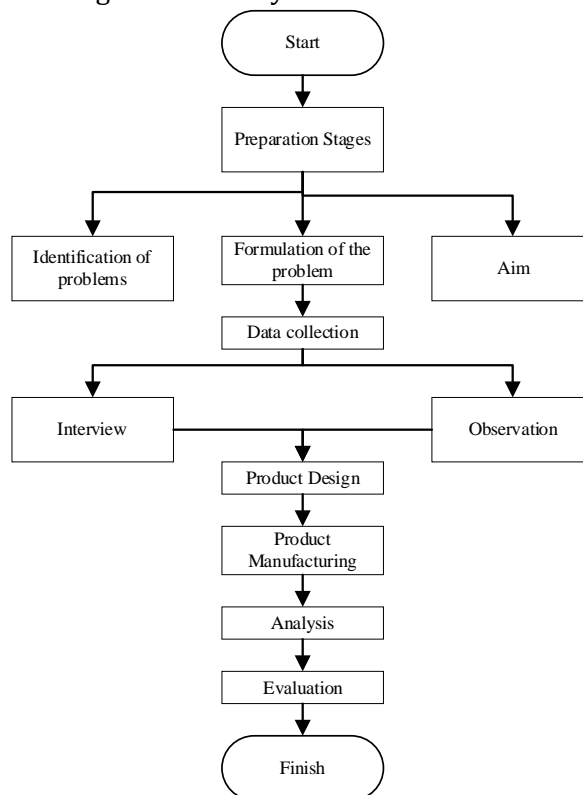 Start
Preparation Stages
Identification of
problems
Formulation of the
problem
Aim
Data collection
Interview
Observation
Product Design
Product
Manufacturing
Analysis
Evaluation
Finish